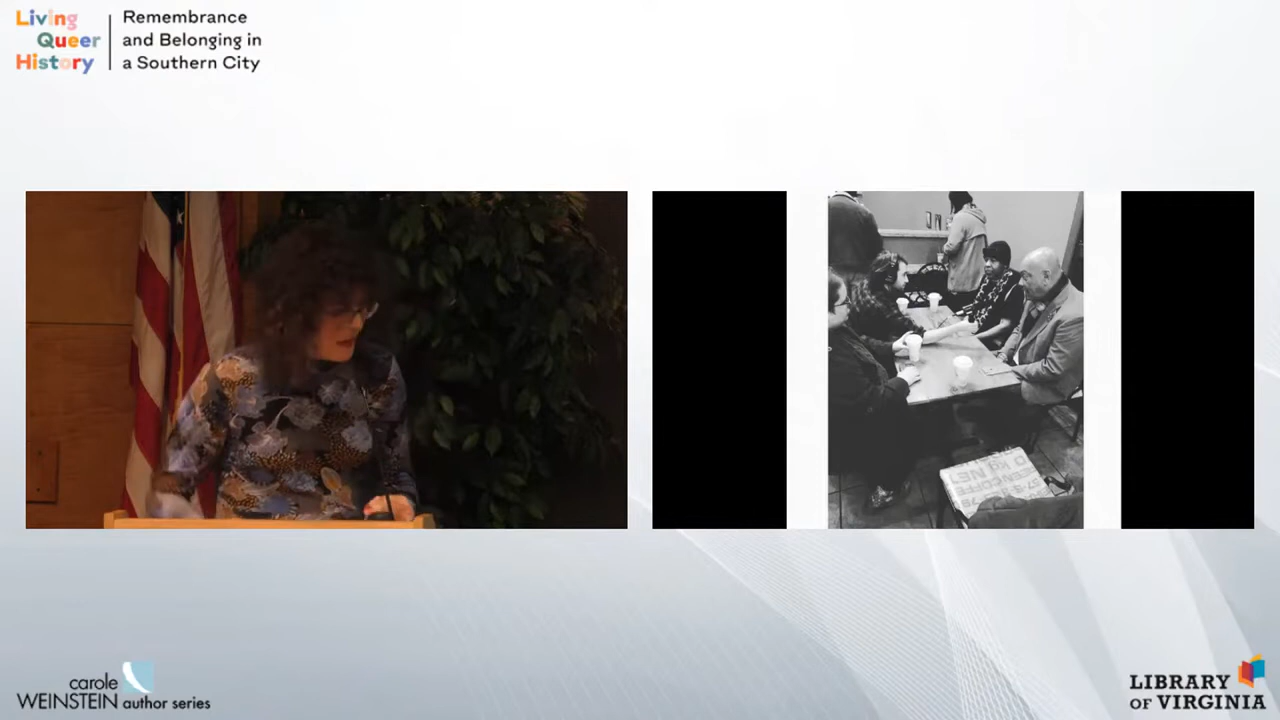 Living
Queer
History
Remembrance
and Belonging in
a Southern City
carole
WEINSTEIN author series
LIBRARY
OF VIRGINIA